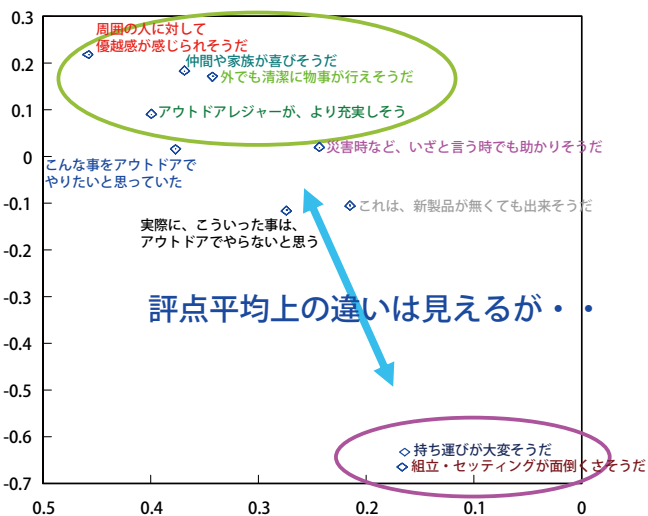 0.3
周囲の人に対して
優越感が感じられそうだ
0.2
仲間や家族が喜びそうだ
外でも清潔に物事が行えそうだ
0.1
アウトドアレジャーが、より充実しそう
0
災害時など、いざと言う時でも助かりそうだ
こんな事をアウトドアで
やりたいと思っていた
-0.1
これは、新製品が無くても出来そうだ
実際に、こういった事は、
アウトドアでやらないと思う
-0.2
-0.3
評点平均上の違いは見えるが・・
-0.4
-0.5
-0.6
持ち運びが大変そうだ
組立・セッティングが面倒くさそうだ
-0.7
0.5 0.4 0.3 0.2 0.1 0